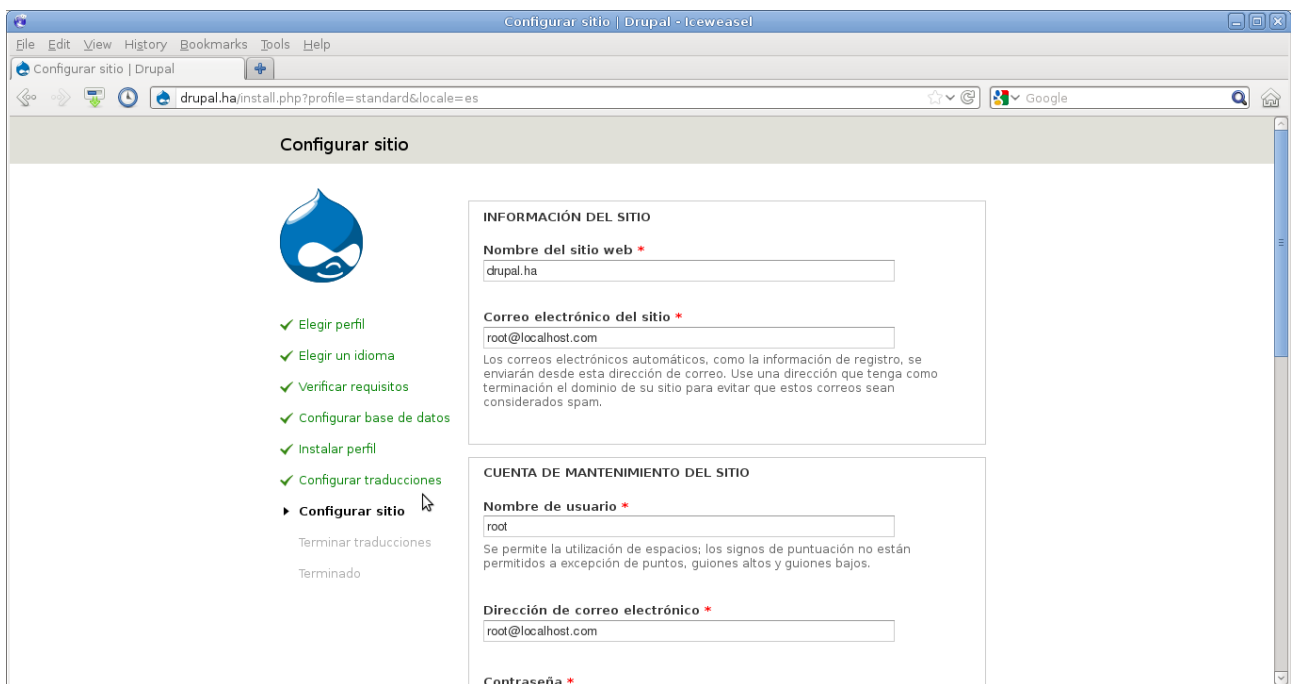 Configurar sitio | Drupal - Iceweasel
File Edit View History Bookmarks Tools Help
Configurar sitio | Drupal
drupal.ha/install.php?profile=standard&locale=es
Google
Configurar sitio
INFORMACIÓN DEL SITIO
Nombre del sitio web *
drupal.ha
Correo electrónico del sitio *
root@localhost.com
Los correos electrónicos automáticos, como la información de registro, se
enviarán desde esta dirección de correo. Use una dirección que tenga como
terminación el dominio de su sitio para evitar que estos correos sean
considerados spam.
Elegir perfil
Elegir un idioma
Verificar requisitos
Configurar base de datos
Instalar perfil
Configurar traducciones
Configurar sitio
Terminar traducciones
Terminado
CUENTA DE MANTENIMIENTO DEL SITIO
Nombre de usuario *
root
Se permite la utilización de espacios; los signos de puntuación no están
permitidos a excepción de puntos, guiones altos y guiones bajos.
Dirección de correo electrónico *
root@localhost.com
Contraseña *